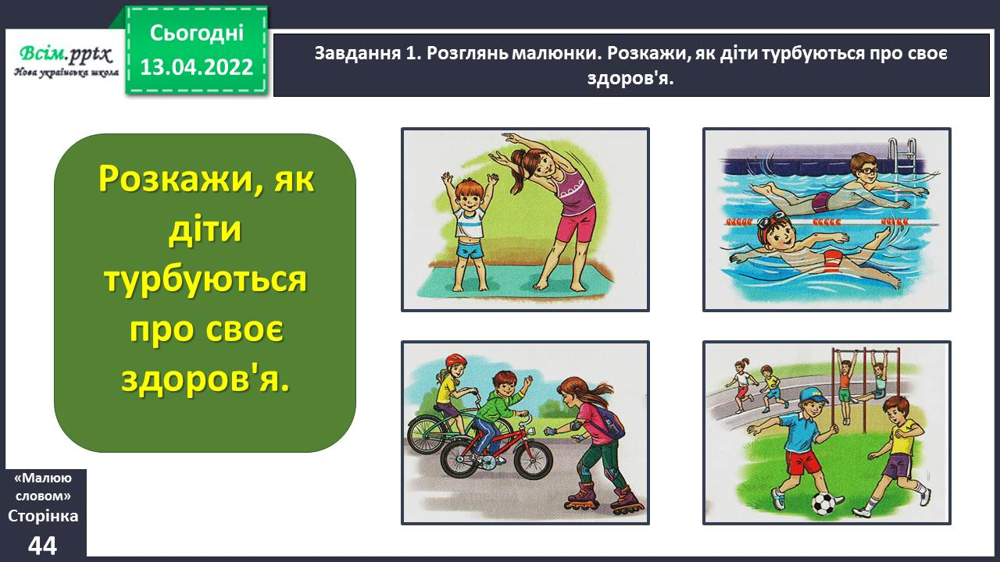 Всім.pptx
Нова українська школа
Сьогодні
13.04.2022
Завдання 1. Розглянь малюнки. Розкажи, як діти турбуються про своє
здоров'я.
Розкажи, як
діти
турбуються
про своє
здоров'я.
«Малюю
словом»
Сторінка
44